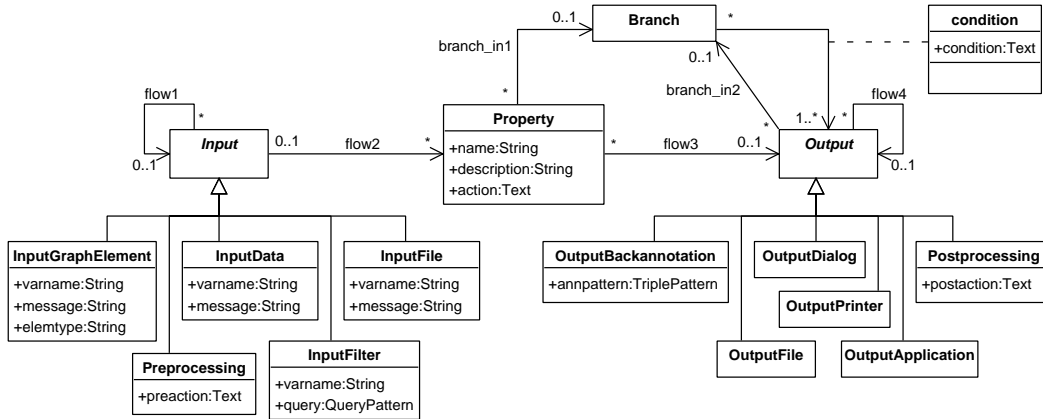 0..1
Branch
*
condition
+condition:Text
branch_in1
0..1
branch_in2
flow1
*
*
*
1..*
*
flow4
Input
0..1
0..1
flow2
*
Property
+name:String
+description:String
+action:Text
*
flow3
0..1
Output
0..1
InputGraphElement
+varname:String
+message:String
+elemtype:String
InputData
+varname:String
+message:String
InputFile
+varname:String
+message:String
OutputBackannotation
+annpattern:TriplePattern
OutputDialog
Postprocessing
+postaction:Text
OutputPrinter
Preprocessing
+preaction:Text
InputFilter
+varname:String
+query:QueryPattern
OutputFile
OutputApplication